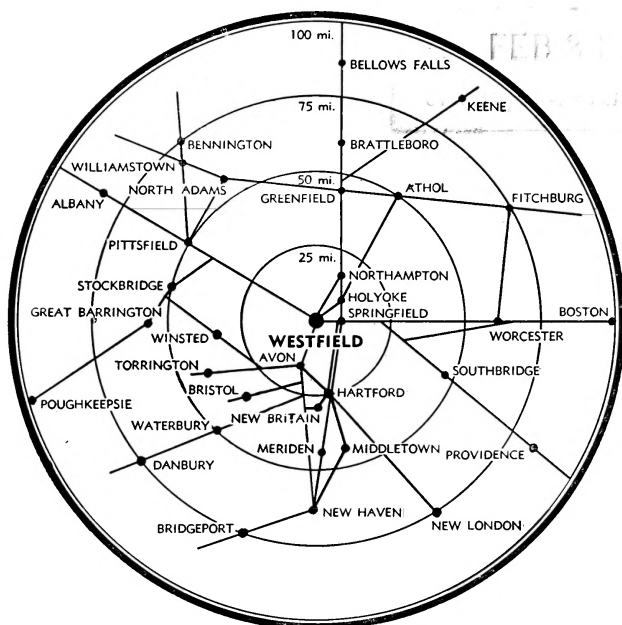 100 mi.
FEB 8
BELLOWS FALLS
75 mi.
KEENE
BENNINGTON
BRATTLEBORO
WILLIAMSTOWN
50 mi.
NORTH ADAMS
ATHOL
ALBANY
GREENFIELD
FITCHBURG
PITTSFIELD
25 mi.
NORTHAMPTON
STOCKBRIDGE
HOLYOKE
GREAT BARRINGTON
SPRINGFIELD
BOSTON
WINSTED
WESTFIELD
WORCESTER
AVON
TORRINGTON
SOUTHBRIDGE
BRISTOL
HARTFORD
POUGHKEEPSIE
NEW BRITAIN
WATERBURY
MERIDEN
MIDDLETOWN
PROVIDENCE
DANBURY
NEW HAVEN
NEW LONDON
BRIDGEPORT